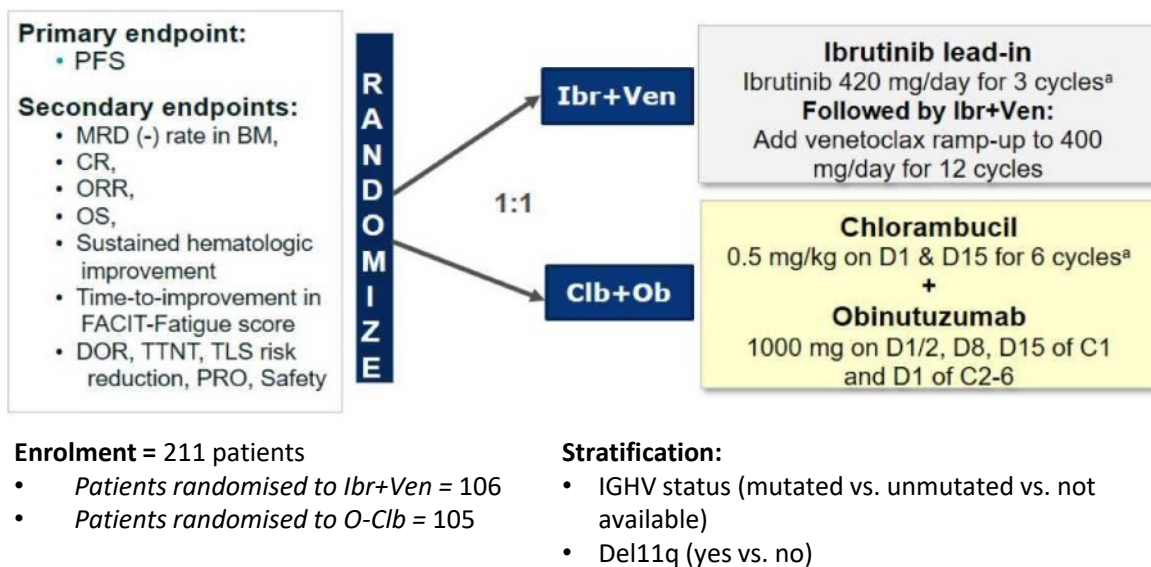 Primary endpoint:
• PFS
Secondary endpoints:
• MRD (-) rate in BM,
• CR,
• ORR,
• OS,
• Sustained hematologic
improvement
• Time-to-improvement in
FACIT-Fatigue score
• DOR, TTNT, TLS risk
reduction, PRO, Safety
RANDOMIZE
1:1
Ibr+Ven
Clb+Ob
Ibrutinib lead-in
Ibrutinib 420 mg/day for 3 cyclesª
Followed by Ibr+Ven:
Add venetoclax ramp-up to 400
mg/day for 12 cycles
Chlorambucil
0.5 mg/kg on D1 & D15 for 6 cyclesª
+
Obinutuzumab
1000 mg on D1/2, D8, D15 of C1
and D1 of C2-6
Enrolment = 211 patients
• Patients randomised to Ibr+Ven = 106
• Patients randomised to O-Clb = 105
Stratification:
• IGHV status (mutated vs. unmutated vs. not
available)
• Del11q (yes vs. no)